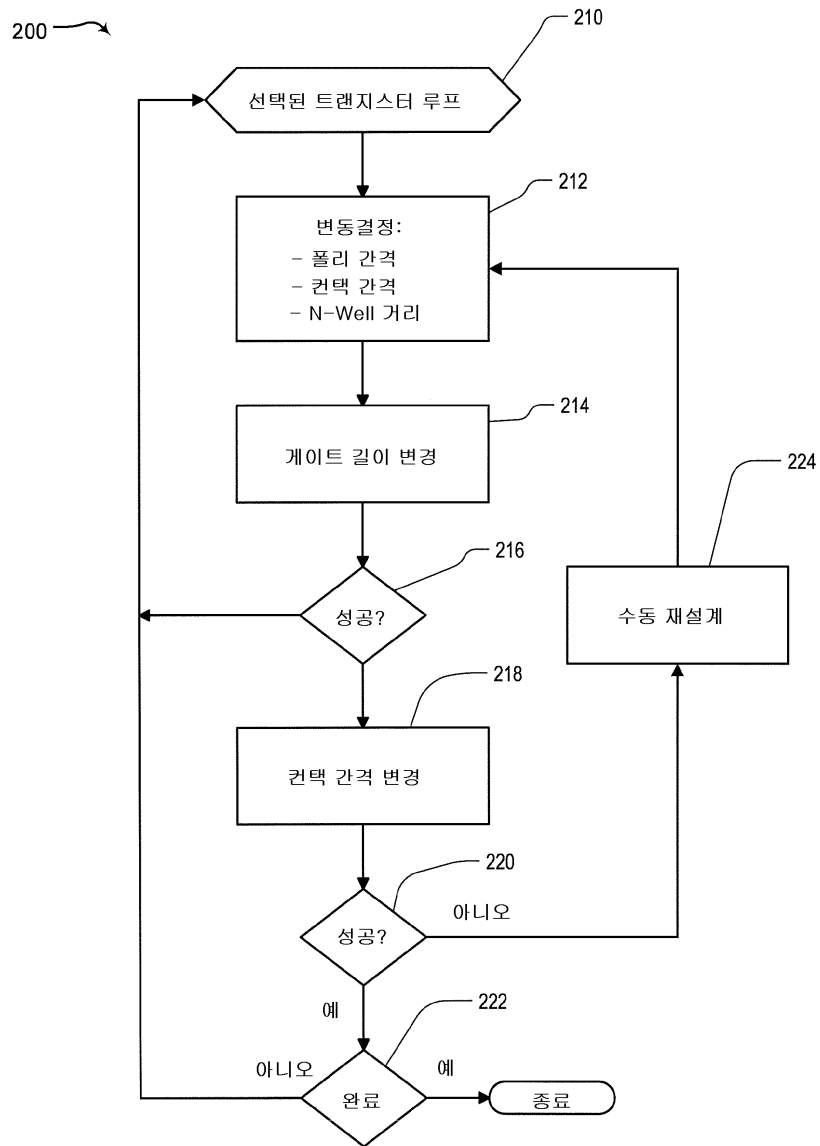 200
210
선택된 트랜지스터 루프
212
변동결정:
- 폴리 간격
- 컨택 간격
- N-Well 거리
214
게이트 길이 변경
224
216
성공?
수동 재설계
218
컨택 간격 변경
220
성공?
아니오
예
222
아니오
예
완료
종료